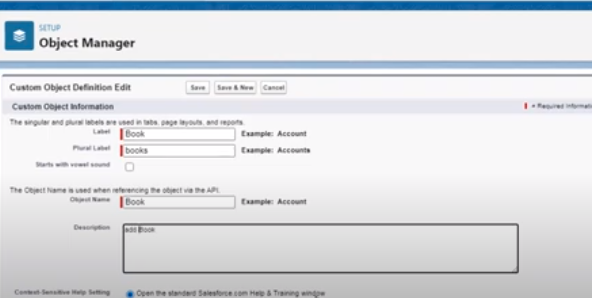 SETUP
Object Manager
Custom Object Definition Edit
Save
Save & New
Cancel
Custom Object Information
= Required Informati
The singular and plural labels are used in tabs, page layouts, and reports.
Label
Book
Example: Account
Plural Label
books
Example: Accounts
Starts with vowel sound
The Object Name is used when referencing the object via the API.
Object Name
Book
Example: Account
Description
add Book
Context-Sensitive Help Setting
Open the standard Salesforce.com Help & Training window